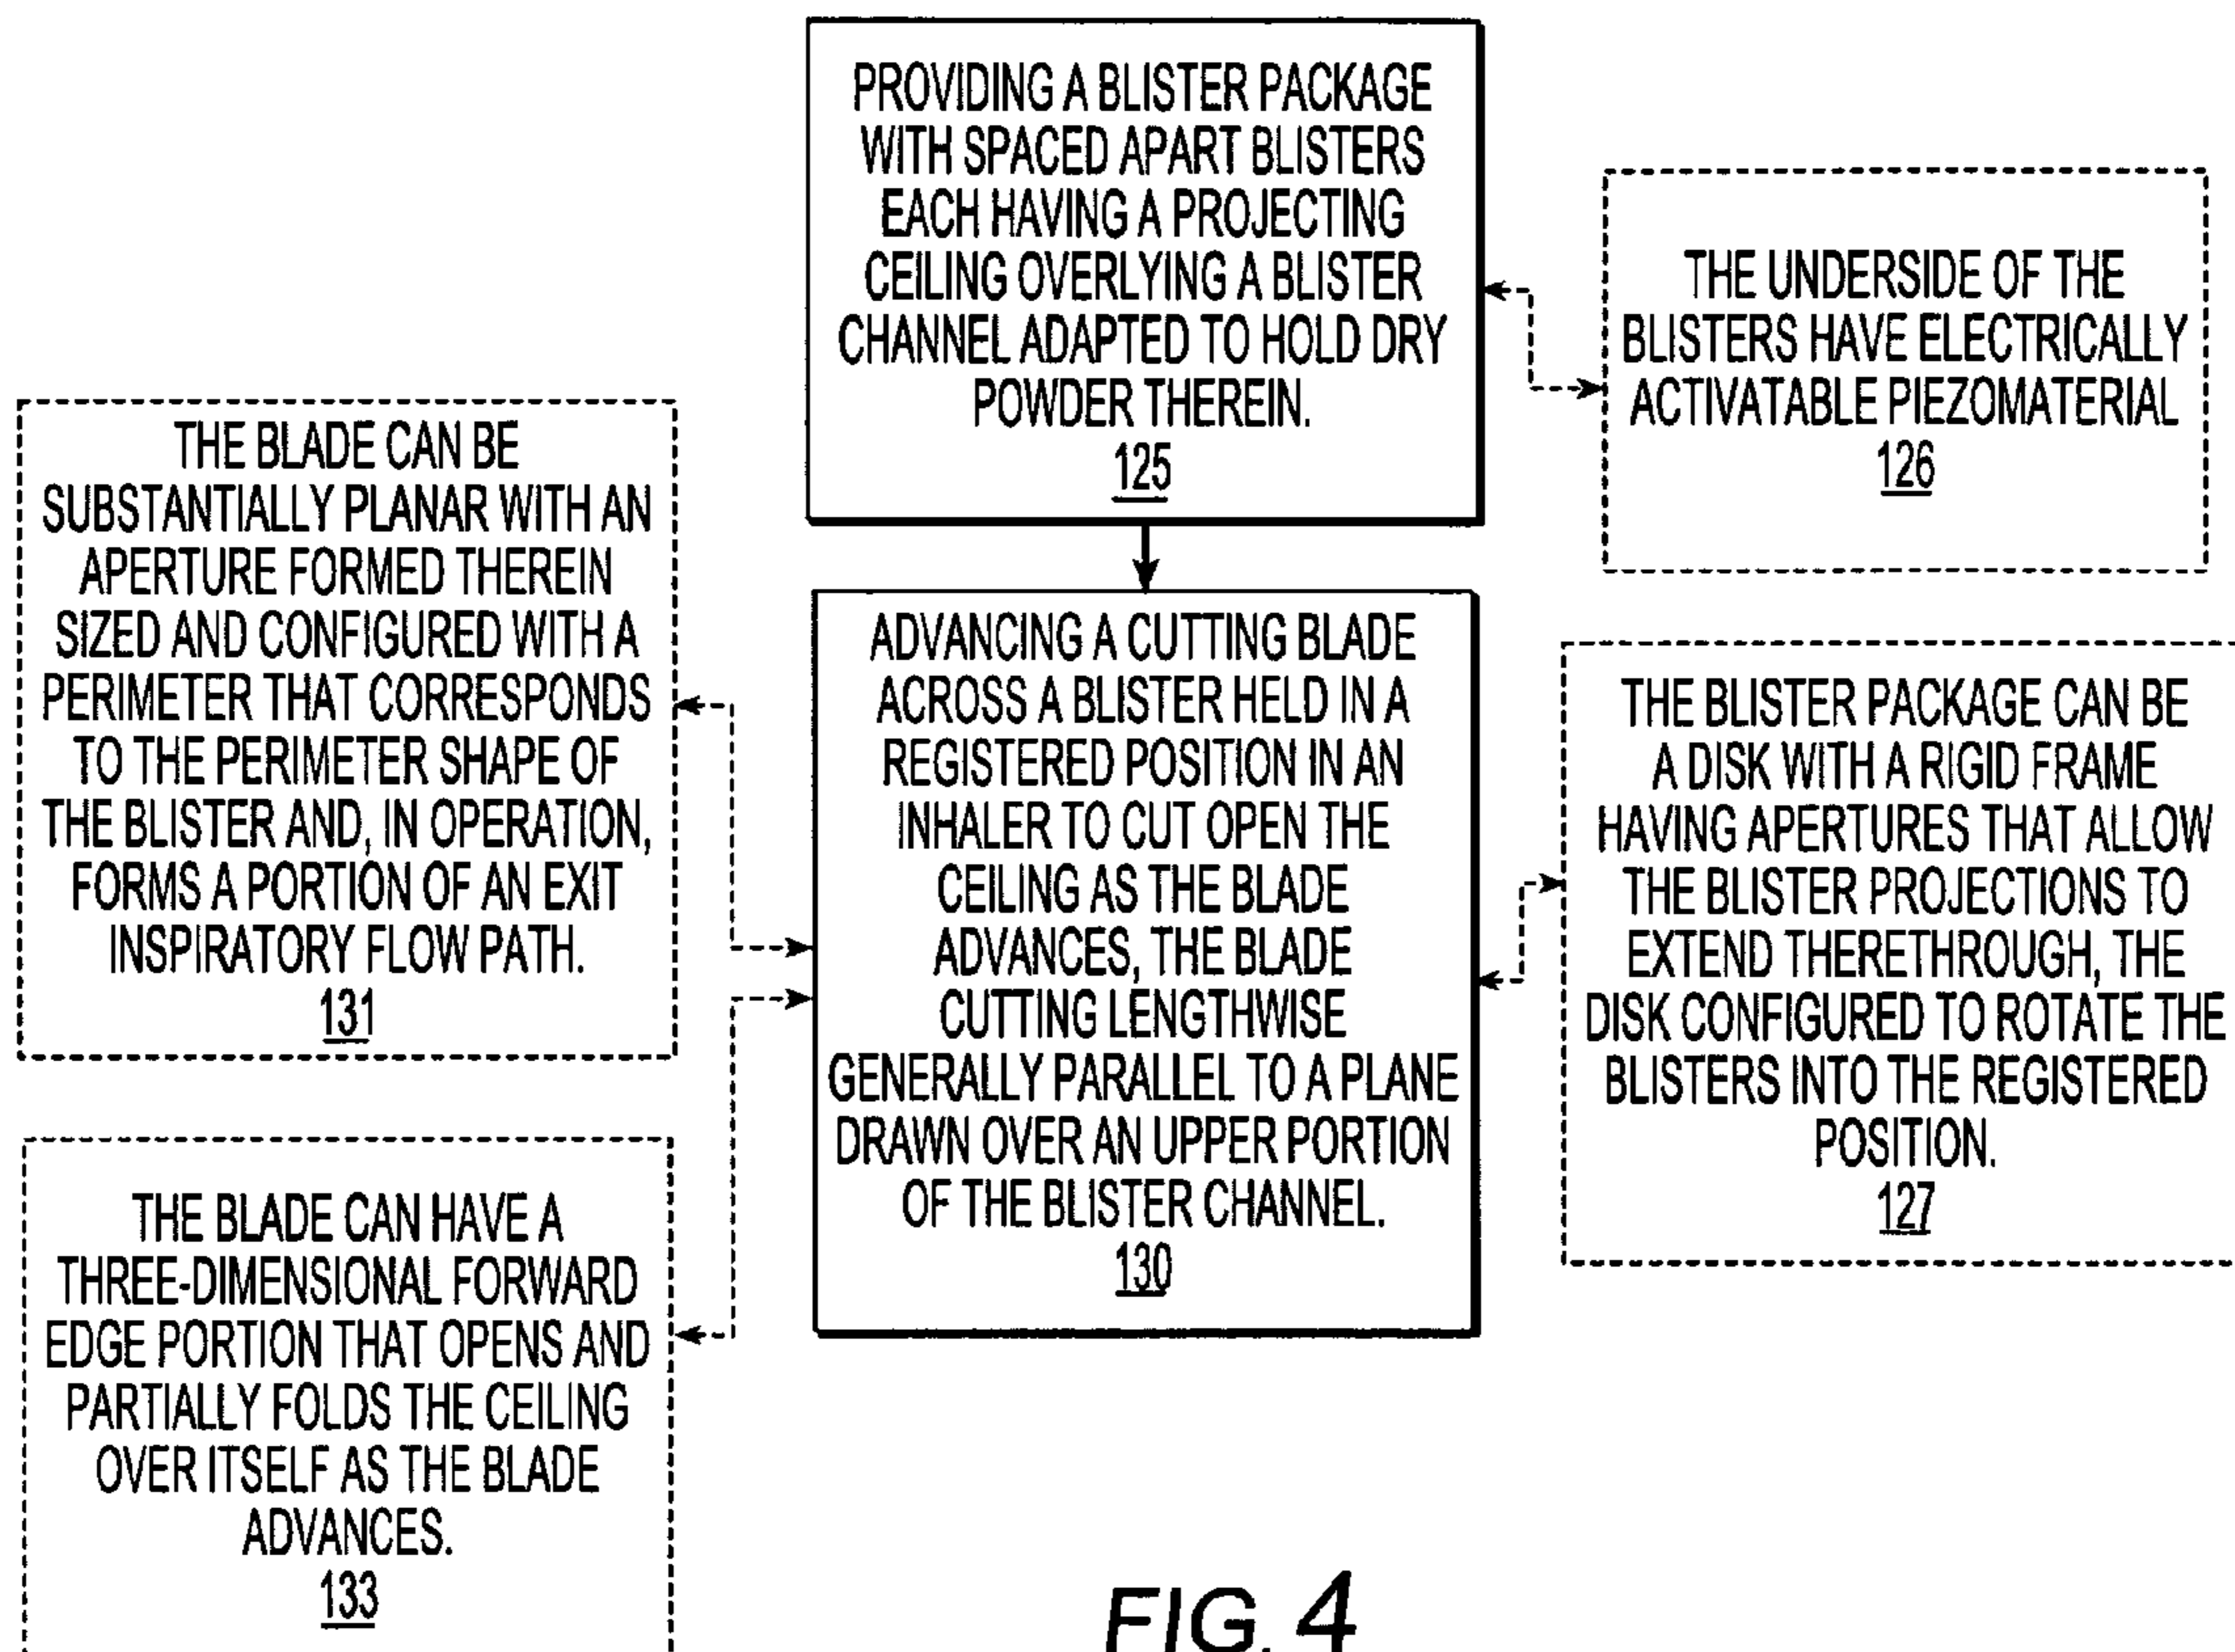 PROVIDING A BLISTER PACKAGE
WITH SPACED APART BLISTERS
EACH HAVING A PROJECTING
CEILING OVERLYING A BLISTER
CHANNEL ADAPTED TO HOLD DRY
POWDER THEREIN.
125
THE UNDERSIDE OF THE
BLISTERS HAVE ELECTRICALLY
ACTIVATABLE PIEZOMATERIAL
126
THE BLADE CAN BE
SUBSTANTIALLY PLANAR WITH AN
APERTURE FORMED THEREIN
SIZED AND CONFIGURED WITH A
PERIMETER THAT CORRESPONDS
TO THE PERIMETER SHAPE OF
THE BLISTER AND, IN OPERATION,
FORMS A PORTION OF AN EXIT
INSPIRATORY FLOW PATH.
131
ADVANCING A CUTTING BLADE
ACROSS A BLISTER HELD IN A
REGISTERED POSITION IN AN
INHALER TO CUT OPEN THE
CEILING AS THE BLADE
ADVANCES, THE BLADE
CUTTING LENGTHWISE
GENERALLY PARALLEL TO A PLANE
DRAWN OVER AN UPPER PORTION
OF THE BLISTER CHANNEL.
130
THE BLISTER PACKAGE CAN BE
A DISK WITH A RIGID FRAME
HAVING APERTURES THAT ALLOW
THE BLISTER PROJECTIONS TO
EXTEND THERETHROUGH, THE
DISK CONFIGURED TO ROTATE THE
BLISTERS INTO THE REGISTERED
POSITION.
127
THE BLADE CAN HAVE A
THREE-DIMENSIONAL FORWARD
EDGE PORTION THAT OPENS AND
PARTIALLY FOLDS THE CEILING
OVER ITSELF AS THE BLADE
ADVANCES.
133
FIG. 4